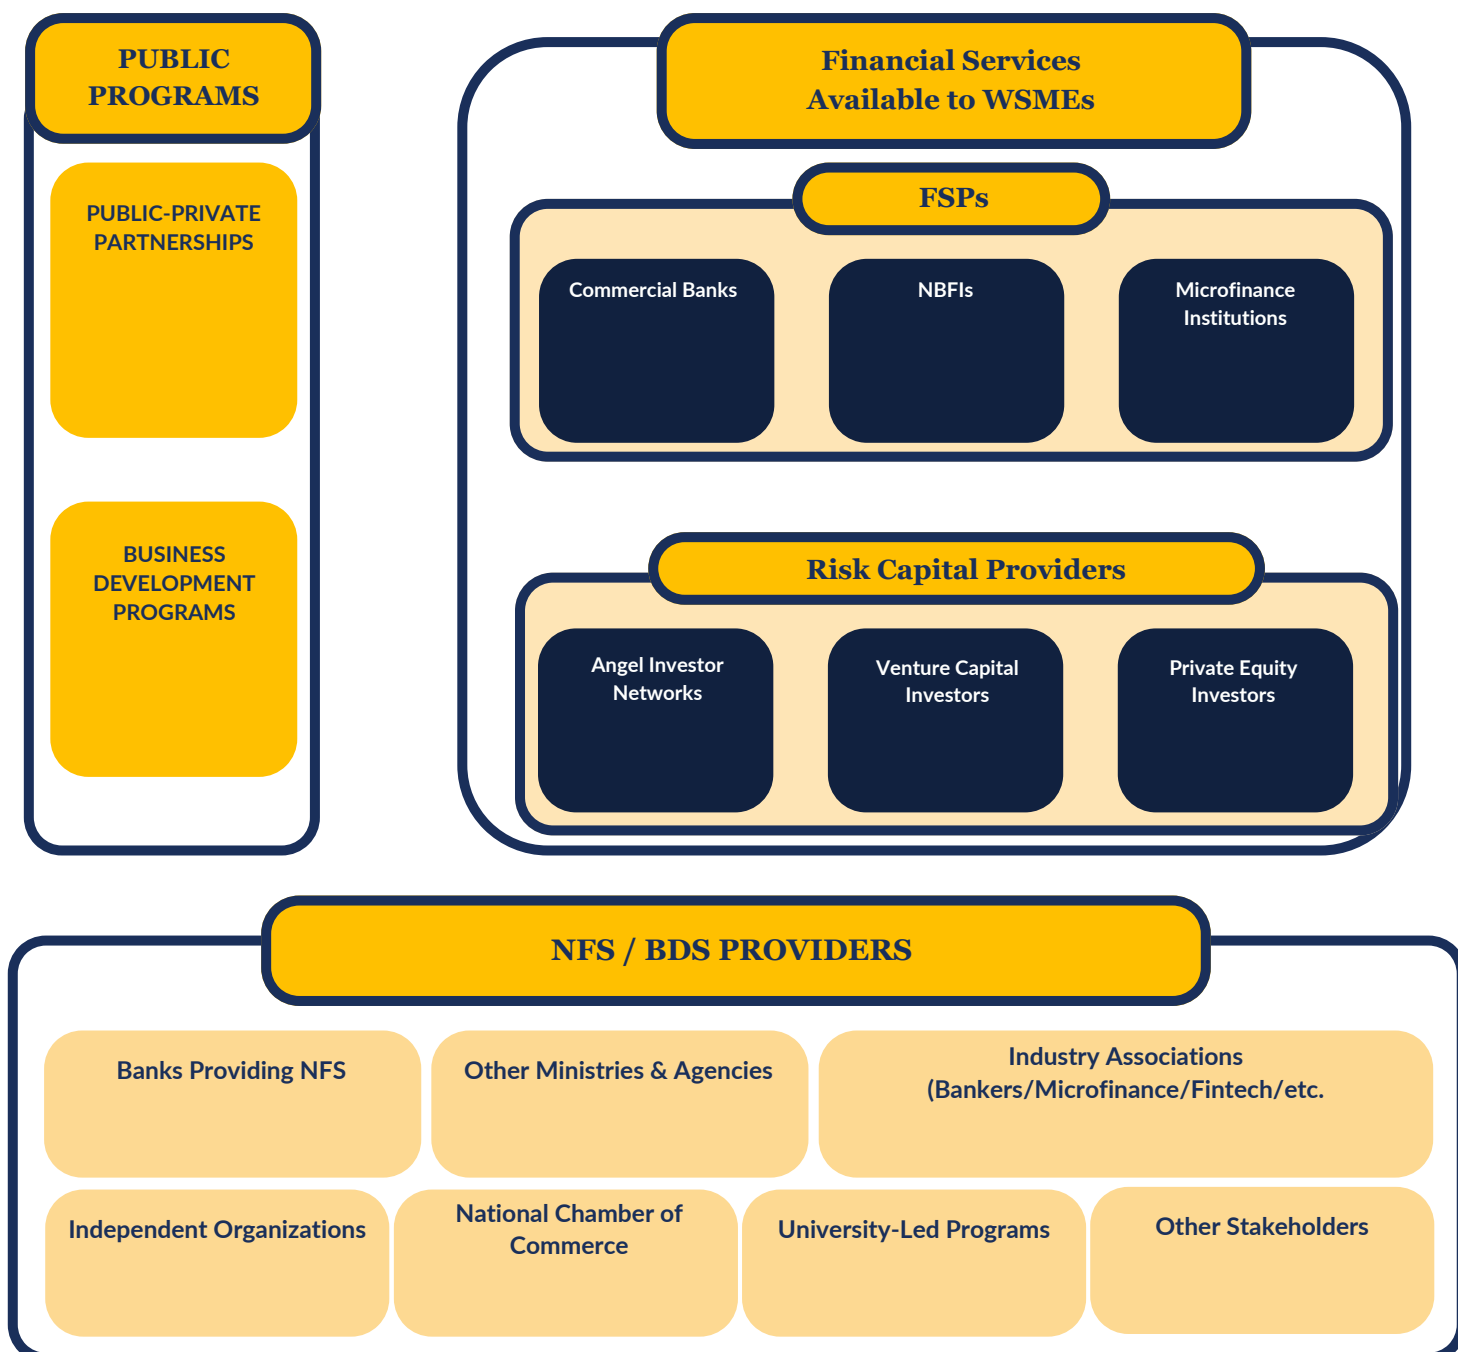 PUBLIC
PROGRAMS
PUBLIC-PRIVATE
PARTNERSHIPS
BUSINESS
DEVELOPMENT
PROGRAMS
Financial Services
Available to WSMEs
FSPs
Commercial Banks
NBFIs
Microfinance
Institutions
Risk Capital Providers
Angel Investor
Networks
Venture Capital
Investors
Private Equity
Investors
NFS / BDS PROVIDERS
Banks Providing NFS
Other Ministries & Agencies
Industry Associations
(Bankers/Microfinance/Fintech/etc.
Independent Organizations
National Chamber of
Commerce
University-Led Programs
Other Stakeholders